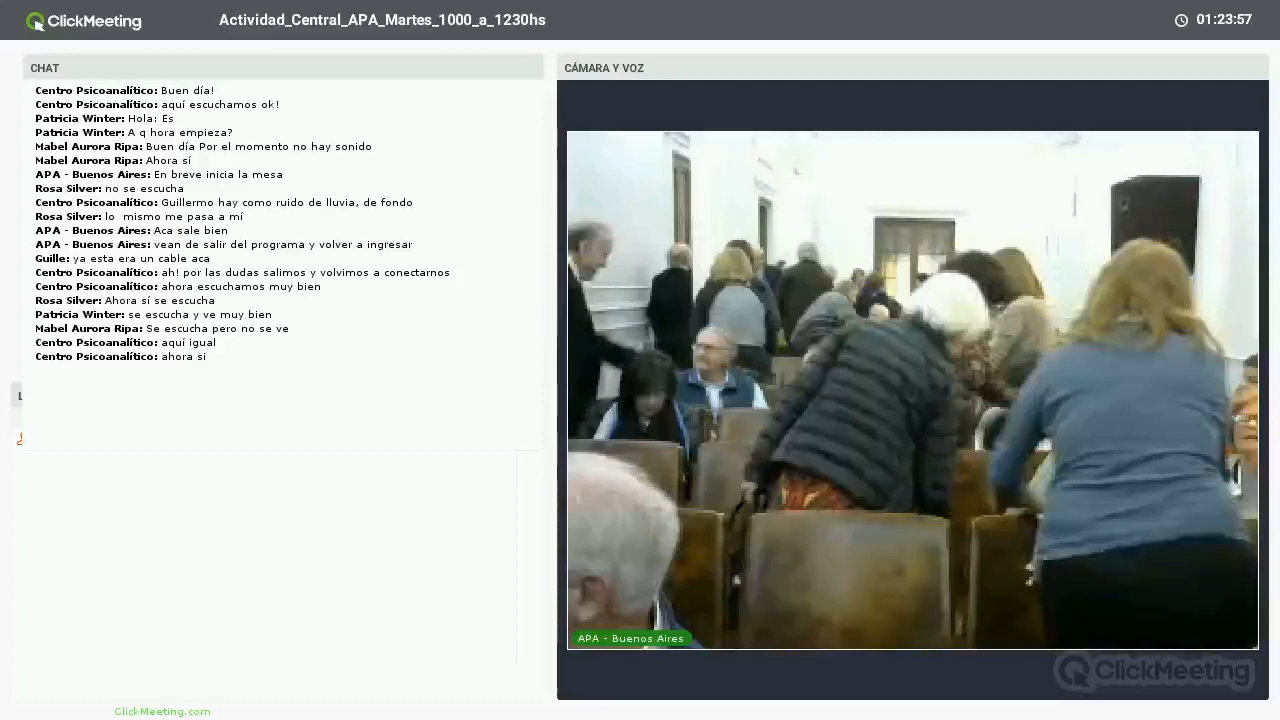 ClickMeeting
Actividad_Central_APA_Martes_1000_a_1230hs
01:23:57
CHAT
Centro Psicoanalítico: Buen día!
Centro Psicoanalítico: aquí escuchamos ok!
Patricia Winter: Hola: Es
Patricia Winter: A q hora empieza?
Mabel Aurora Ripa: Buen día Por el momento no hay sonido
Mabel Aurora Ripa: Ahora sí
APA - Buenos Aires: En breve inicia la mesa
Rosa Silver: no se escucha
Centro Psicoanalítico: Guillermo hay como ruido de lluvia, de fondo
Rosa Silver: lo  mismo me pasa a mí
APA - Buenos Aires: Aca sale bien
APA - Buenos Aires: vean de salir del programa y volver a ingresar
Guille: ya esta era un cable aca
Centro Psicoanalítico: ah! por las dudas salimos y volvimos a conectarnos
Centro Psicoanalítico: ahora escuchamos muy bien
Rosa Silver: Ahora sí se escucha
Patricia Winter: se escucha y ve muy bien
Mabel Aurora Ripa: Se escucha pero no se ve
Centro Psicoanalítico: aquí igual
Centro Psicoanalítico: ahora si
ClickMeeting.com
CÁMARA Y VOZ
APA - Buenos Aires
ClickMeeting